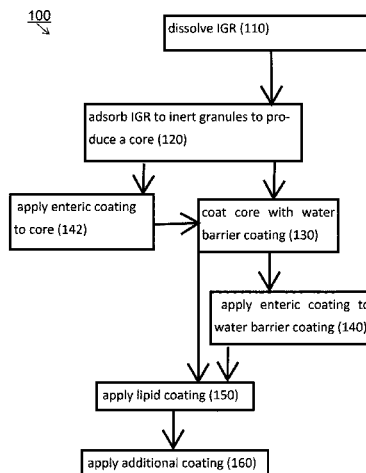 100
dissolve IGR (110)
adsorb IGR to inert granules to pro-
duce a core (120)
apply enteric coating
to core (142)
coat core with water
barrier coating (130)
apply enteric coating to
water barrier coating (140)
apply lipid coating (150)
apply additional coating (160)